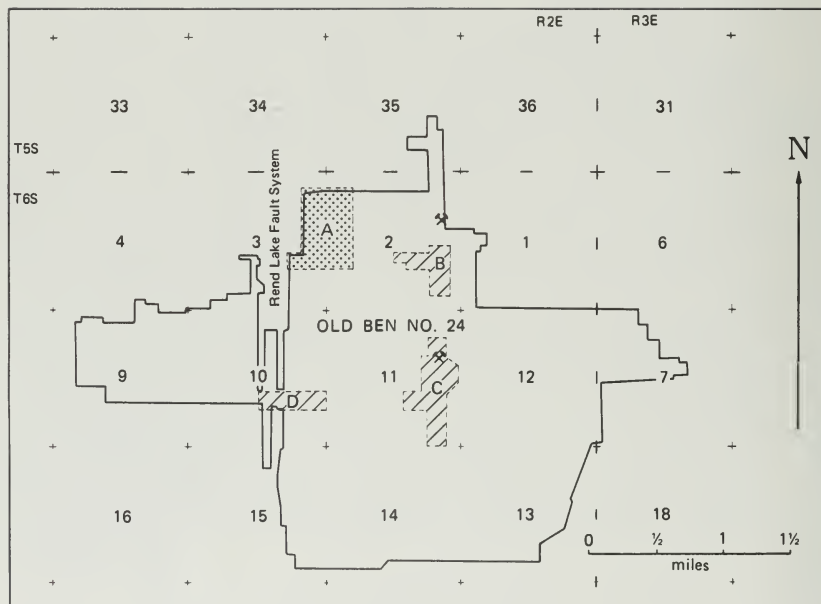 R2E R3E
33 34 35 36 31
T5S
T6S
N
Rend Lake Fault System
4 3 A 2 B 1 6
OLD BEN NO. 24
9 10 11 12 7
D C
16 15 14 13 18
0 ½ 1 1½
miles